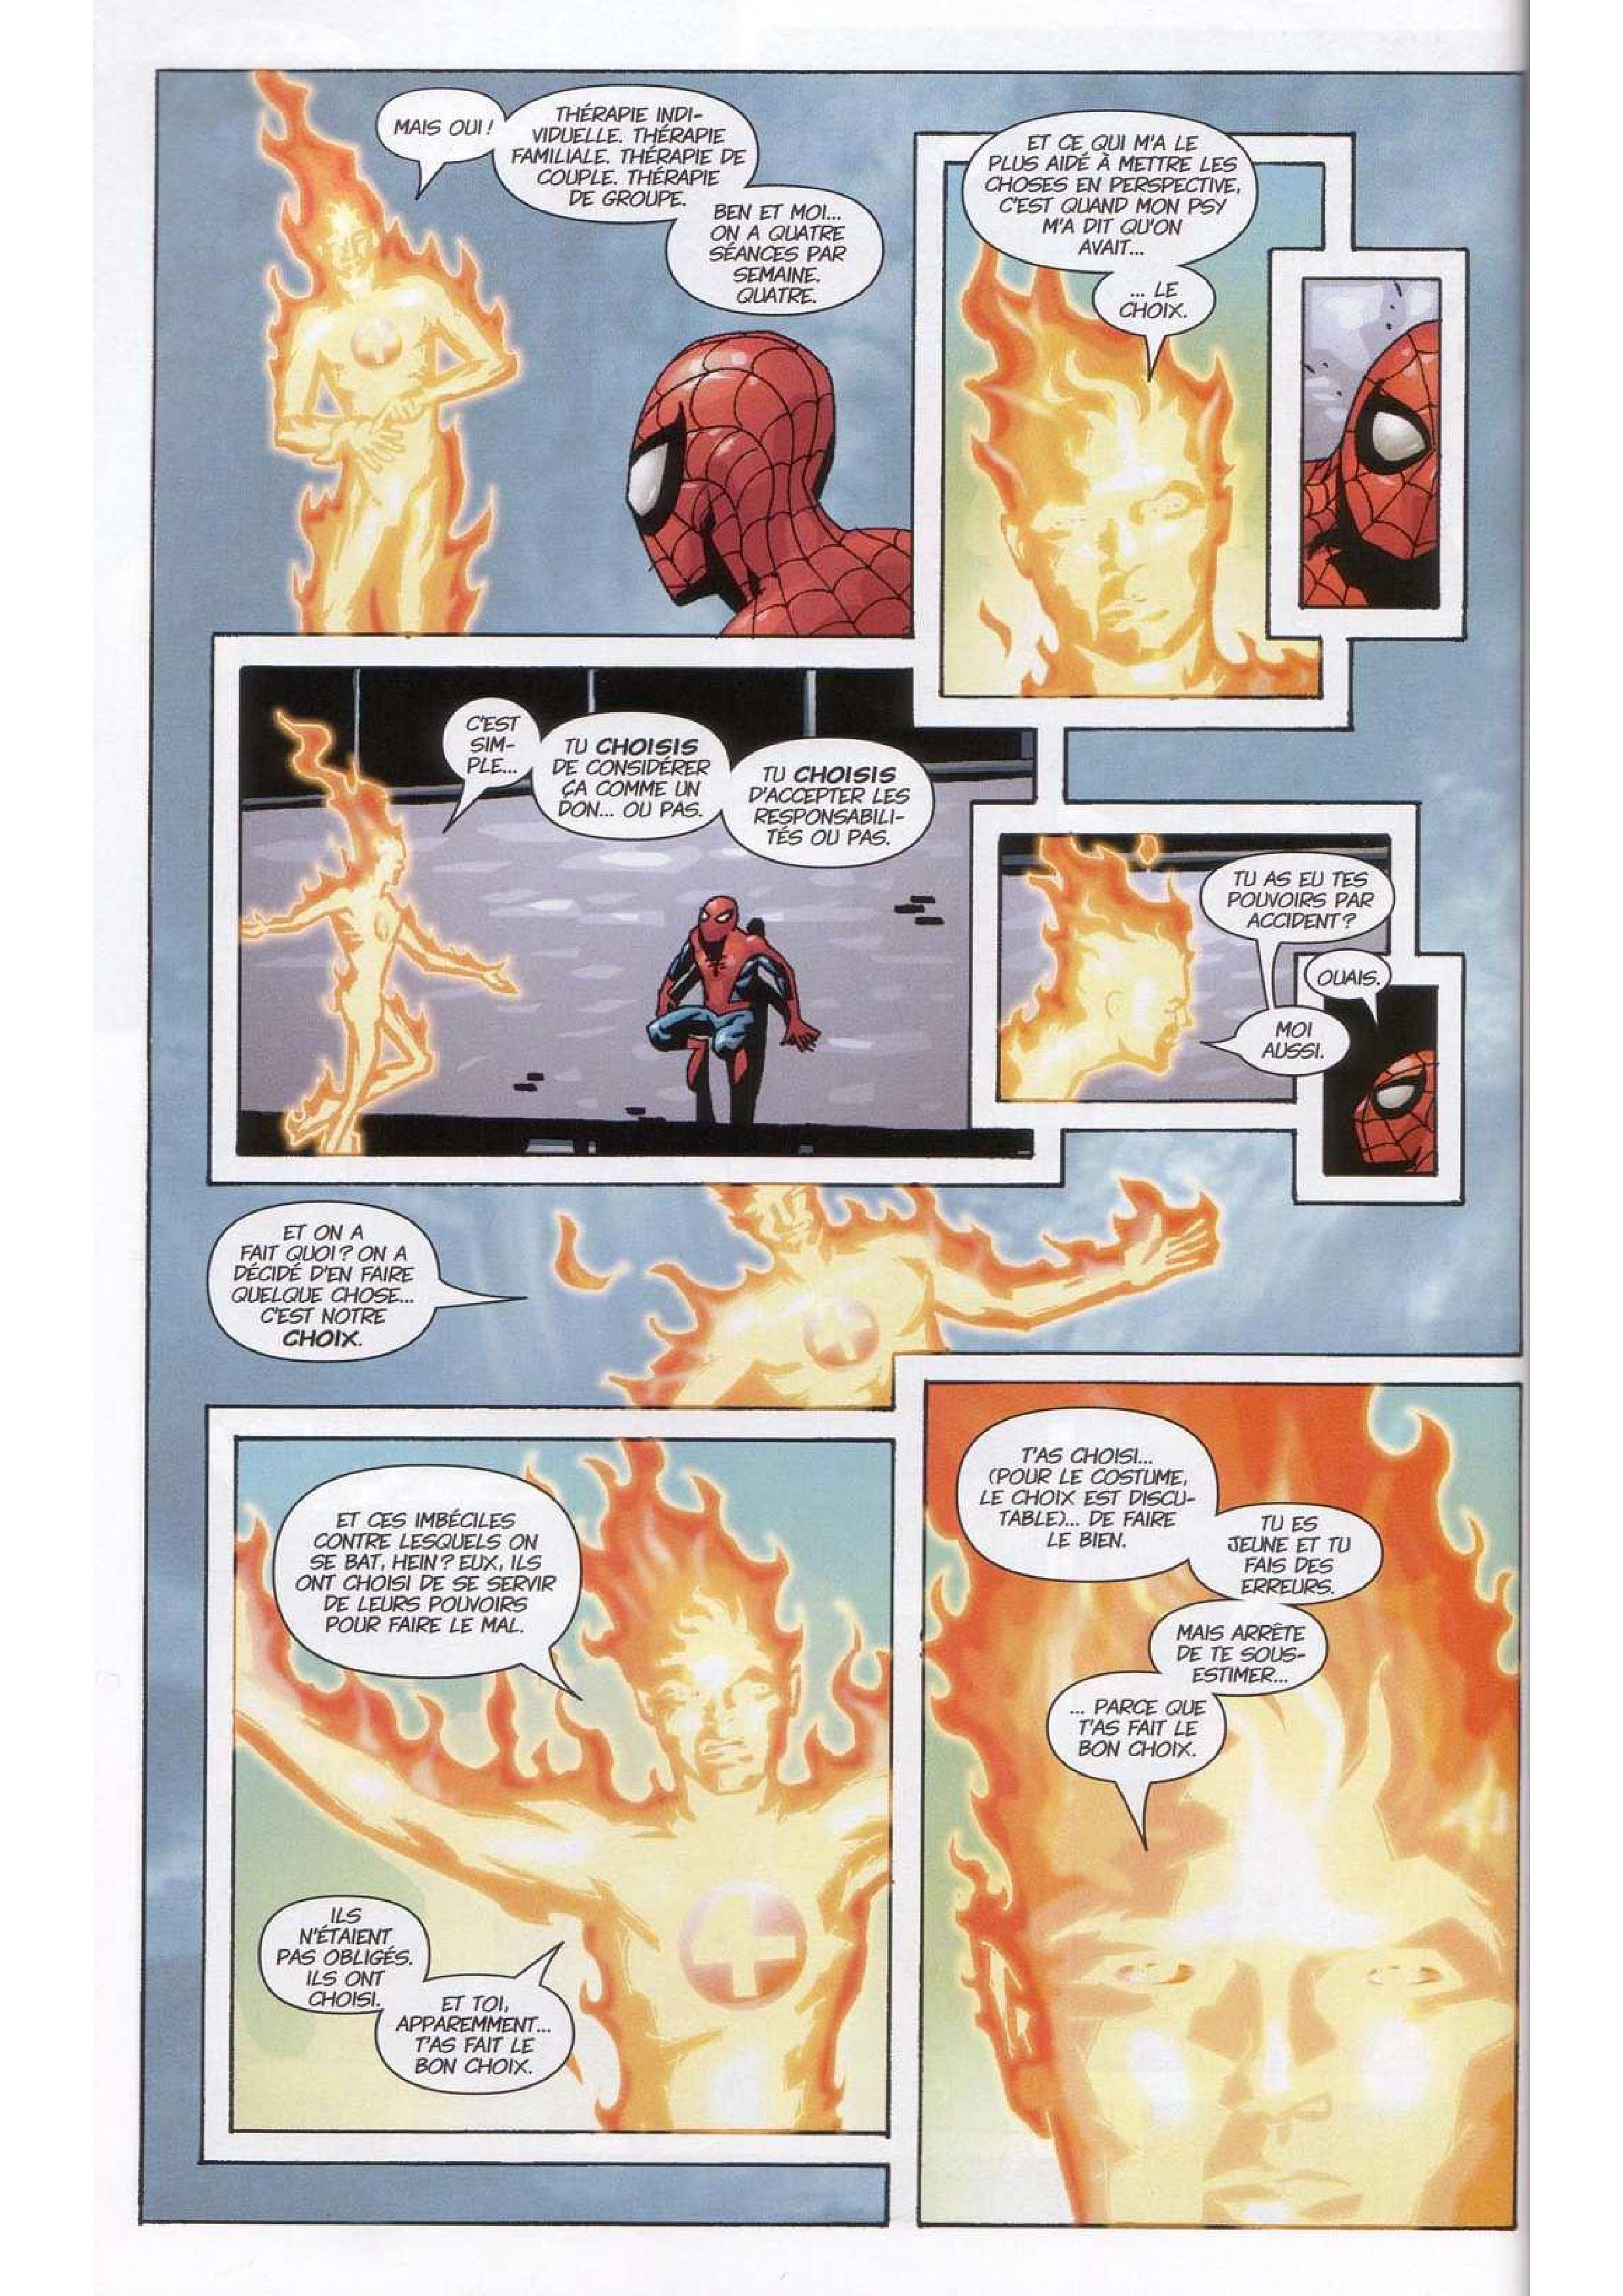 MAIS OUI!
THÉRAPIE INDI-
VIDUELLE. THÉRAPIE
FAMILIALE. THÉRAPIE DE
COUPLE. THÉRAPIE
DE GROUPE.
BEN ET MOI...
ON A QUATRE
SÉANCES PAR
SEMAINE.
QUATRE.
ET CE QUI M'A LE
PLUS AIDÉ À METTRE LES
CHOSES EN PERSPECTIVE,
C'EST QUAND MON PSY
M'A DIT QU'ON
AVAIT...
... LE
CHOIX.
C'EST
SIM-
PLE...
TU CHOISIS
DE CONSIDÉRER
ÇA COMME UN
DON... OU PAS.
TU CHOISIS
D'ACCEPTER LES
RESPONSABILI-
TÉS OU PAS.
TU AS EU TES
POUVOIRS PAR
ACCIDENT?
OUAIS.
MOI
AUSSI.
ET ON A
FAIT QUOI? ON A
DÉCIDÉ D'EN FAIRE
QUELQUE CHOSE...
C'EST NOTRE
CHOIX.
ET CES IMBÉCILES
CONTRE LESQUELS ON
SE BAT, HEIN? EUX, ILS
ONT CHOISI DE SE SERVIR
DE LEURS POUVOIRS
POUR FAIRE LE MAL.
ILS
N'ÉTAIENT
PAS OBLIGÉS.
ILS ONT
CHOISI.
ET TOI,
APPAREMMENT...
T'AS FAIT LE
BON CHOIX.
T'AS CHOISI...
(POUR LE COSTUME,
LE CHOIX EST DISCU-
TABLE)... DE FAIRE
LE BIEN.
TU ES
JEUNE ET TU
FAIS DES
ERREURS.
MAIS ARRÊTE
DE TE SOUS-
ESTIMER...
... PARCE QUE
T'AS FAIT LE
BON CHOIX.
4
4